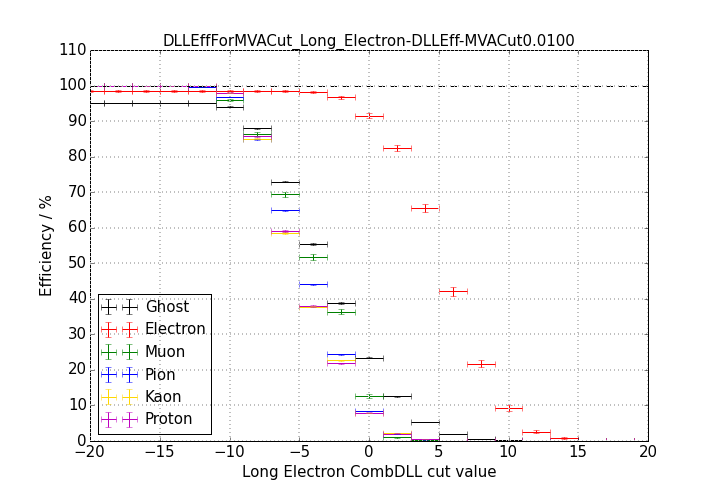 DLLEffForMVACut_Long_Electron-DLLEff-MVACut0.0100
110
100
90
80
70
60
50
40
30
20
10
0
Efficiency / %
Ghost
Electron
Muon
Pion
Kaon
Proton
−20 −15 −10 −5 0 5 10 15 20
Long Electron CombDLL cut value